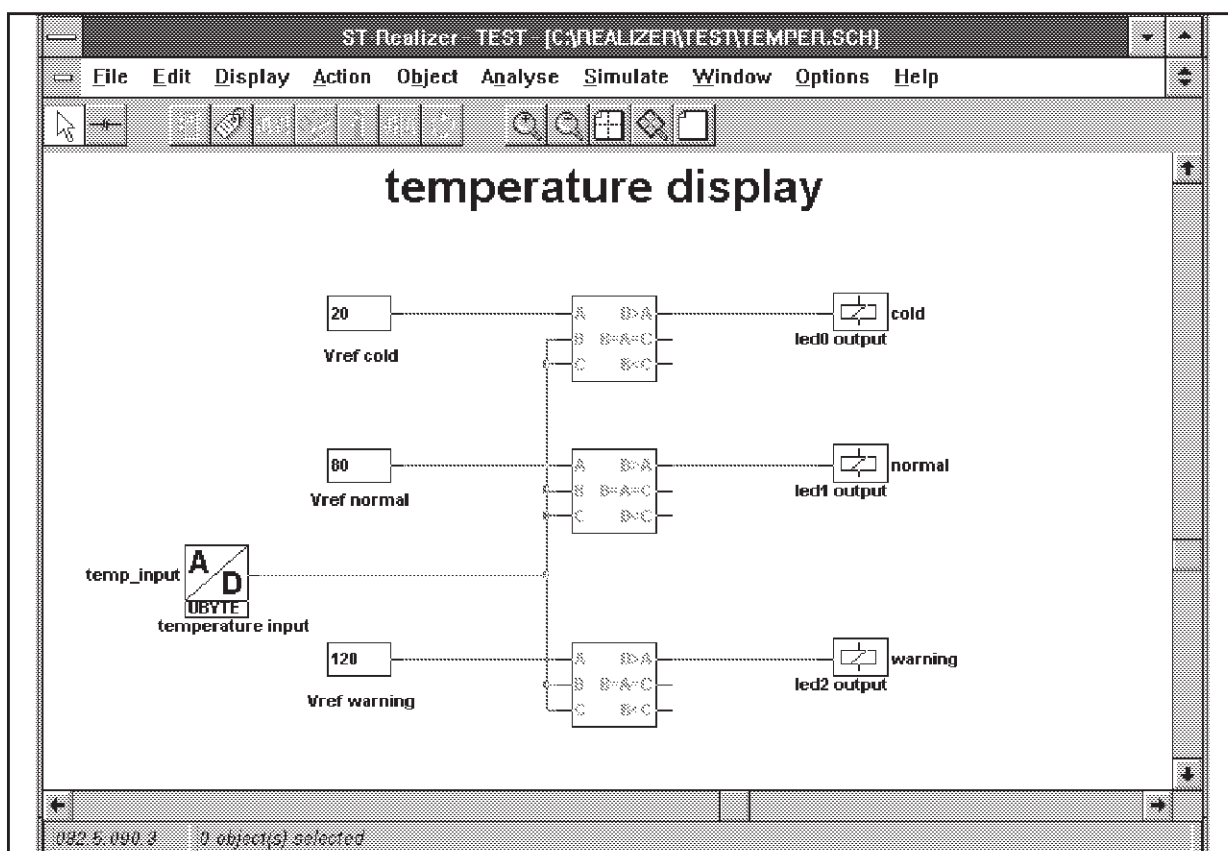 ST-Realizer - TEST - [C:\REALIZER\TEST\TEMPER.SCH]
File Edit Display Action Object Analyse Simulate Window Options Help
temperature display
20
A B>A
cold
B B=A=C
led0 output
Vref cold
C B<C
80
A B>A
normal
B B=A=C
led1 output
Vref normal
C B<C
temp_input
A
D
UBYTE
temperature input
120
A B>A
warning
B B=A=C
led2 output
Vref warning
C B<C
0 object(s) selected